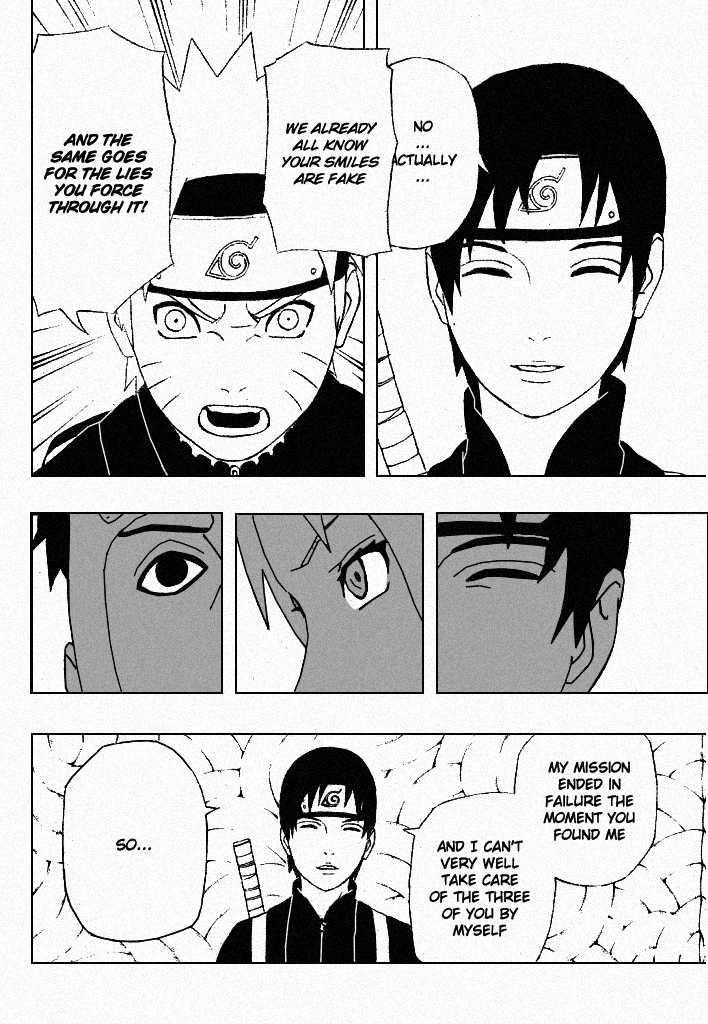 NO
...
ACTUALLY
...
WE ALREADY
ALL KNOW
YOUR SMILES
ARE FAKE
AND THE
SAME GOES
FOR THE LIES
YOU FORCE
THROUGH IT!
MY MISSION
ENDED IN
FAILURE THE
MOMENT YOU
FOUND ME
AND I CAN'T
VERY WELL
TAKE CARE
OF THE THREE
OF YOU BY
MYSELF
SO...